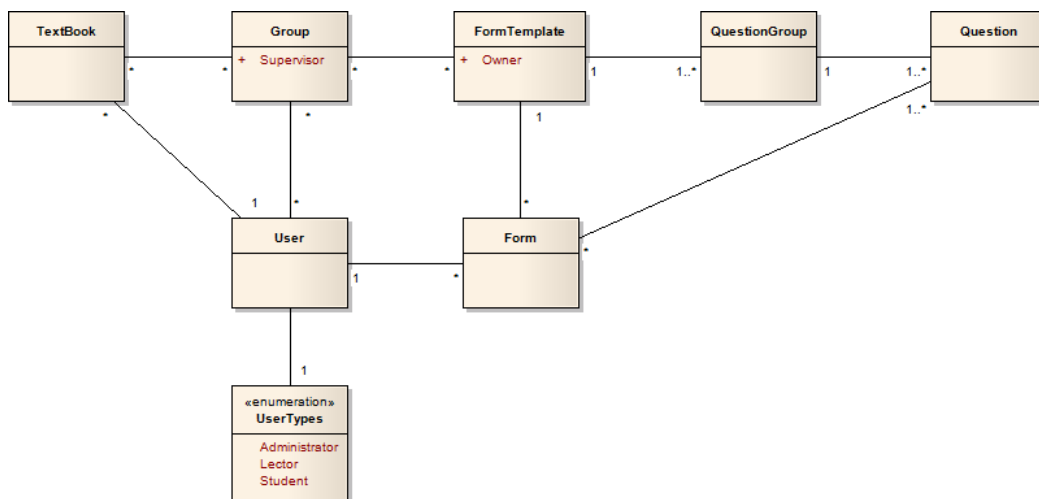 TextBook
Group
+ Supervisor
FormTemplate
+ Owner
QuestionGroup
Question
* * * * 1 1..* 1 1..*
* * 1 1..*
1 * * *
User
Form
1 *
1
«enumeration»
UserTypes
Administrator
Lector
Student